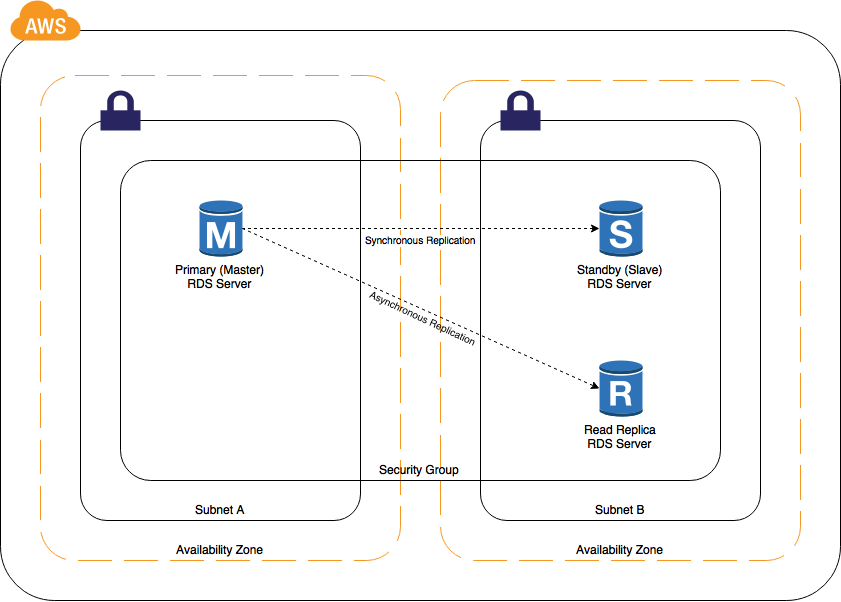 AWS
M
S
Synchronous Replication
Primary (Master)
RDS Server
Standby (Slave)
RDS Server
Asynchronous Replication
R
Read Replica
RDS Server
Security Group
Subnet A
Subnet B
Availability Zone
Availability Zone